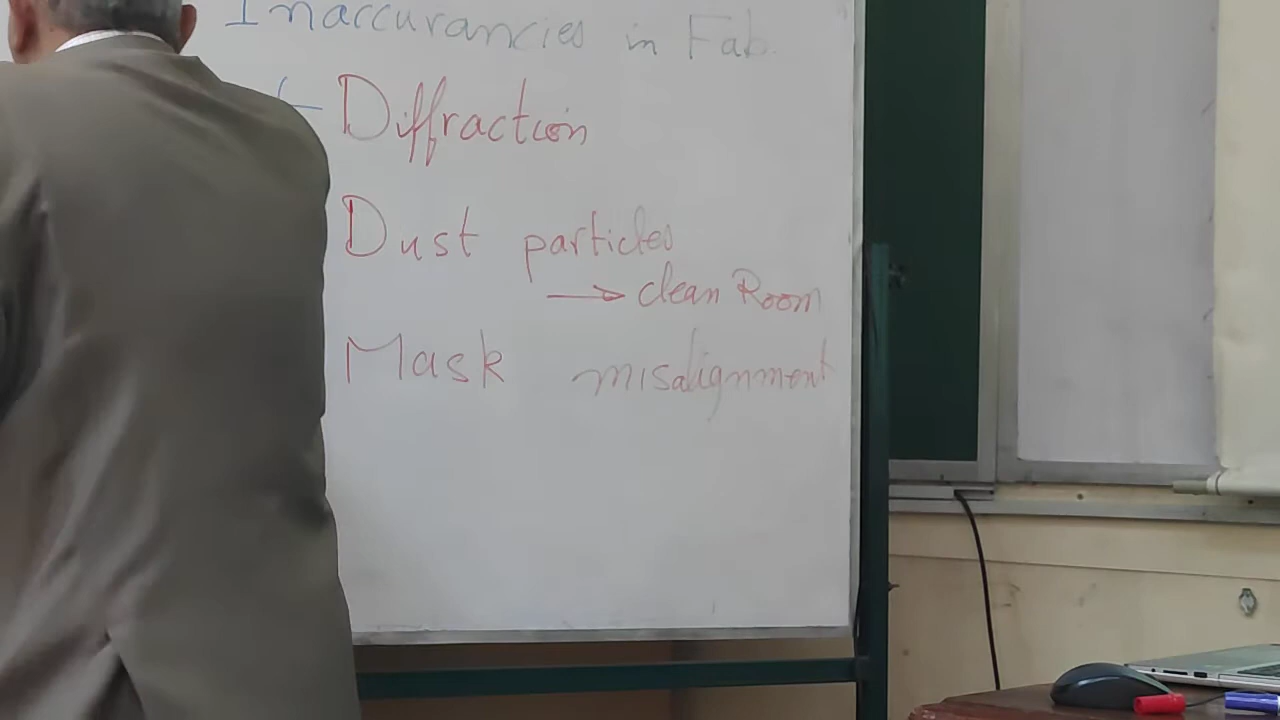 Inaccurancies in Fab.
Diffraction
Dust particles
→ clean Room
Mask misalignment